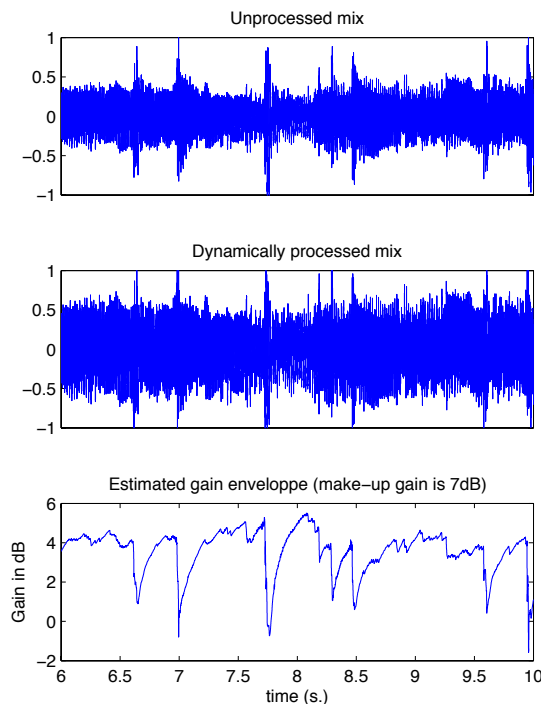 Unprocessed mix
1
0.5
0
−0.5
−1
Dynamically processed mix
1
0.5
0
−0.5
−1
Estimated gain enveloppe (make−up gain is 7dB)
6
4
2
0
−2
Gain in dB
6 6.5 7 7.5 8 8.5 9 9.5 10
time (s.)